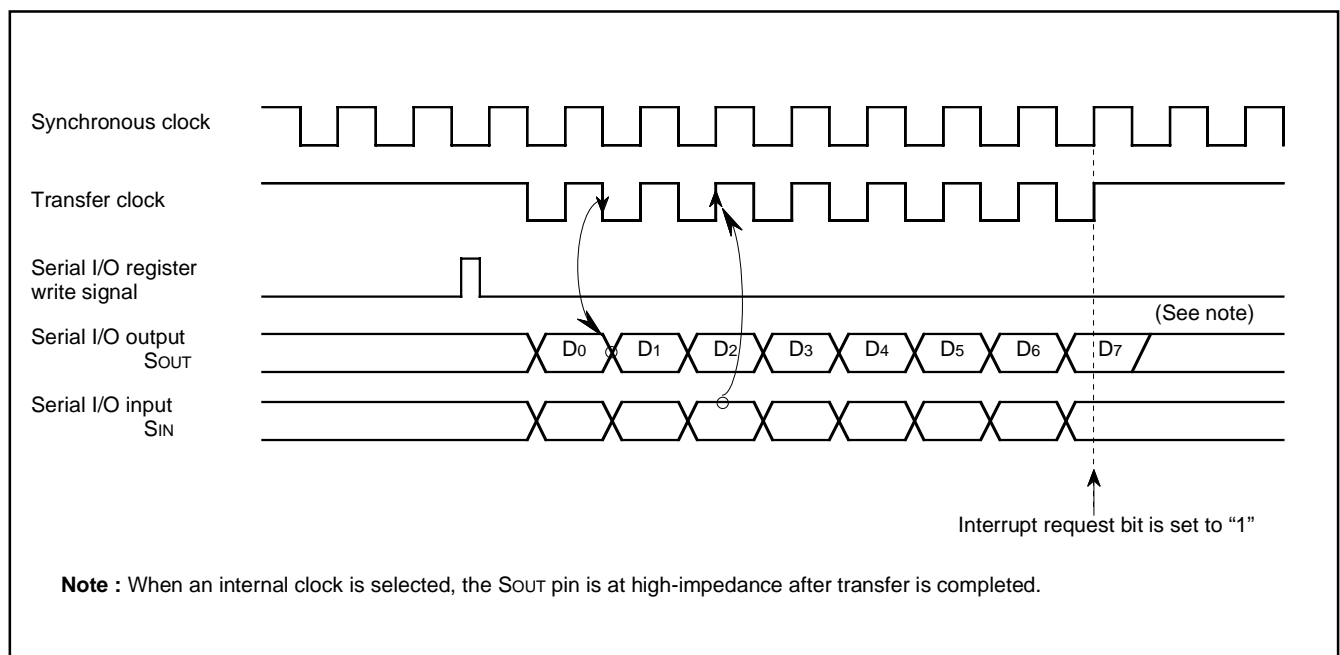 Synchronous clock
Transfer clock
Serial I/O register
write signal
(See note)
Serial I/O output
SOUT
D0 D1 D2 D3 D4 D5 D6 D7
Serial I/O input
SIN
Interrupt request bit is set to “1”
Note : When an internal clock is selected, the SOUT pin is at high-impedance after transfer is completed.